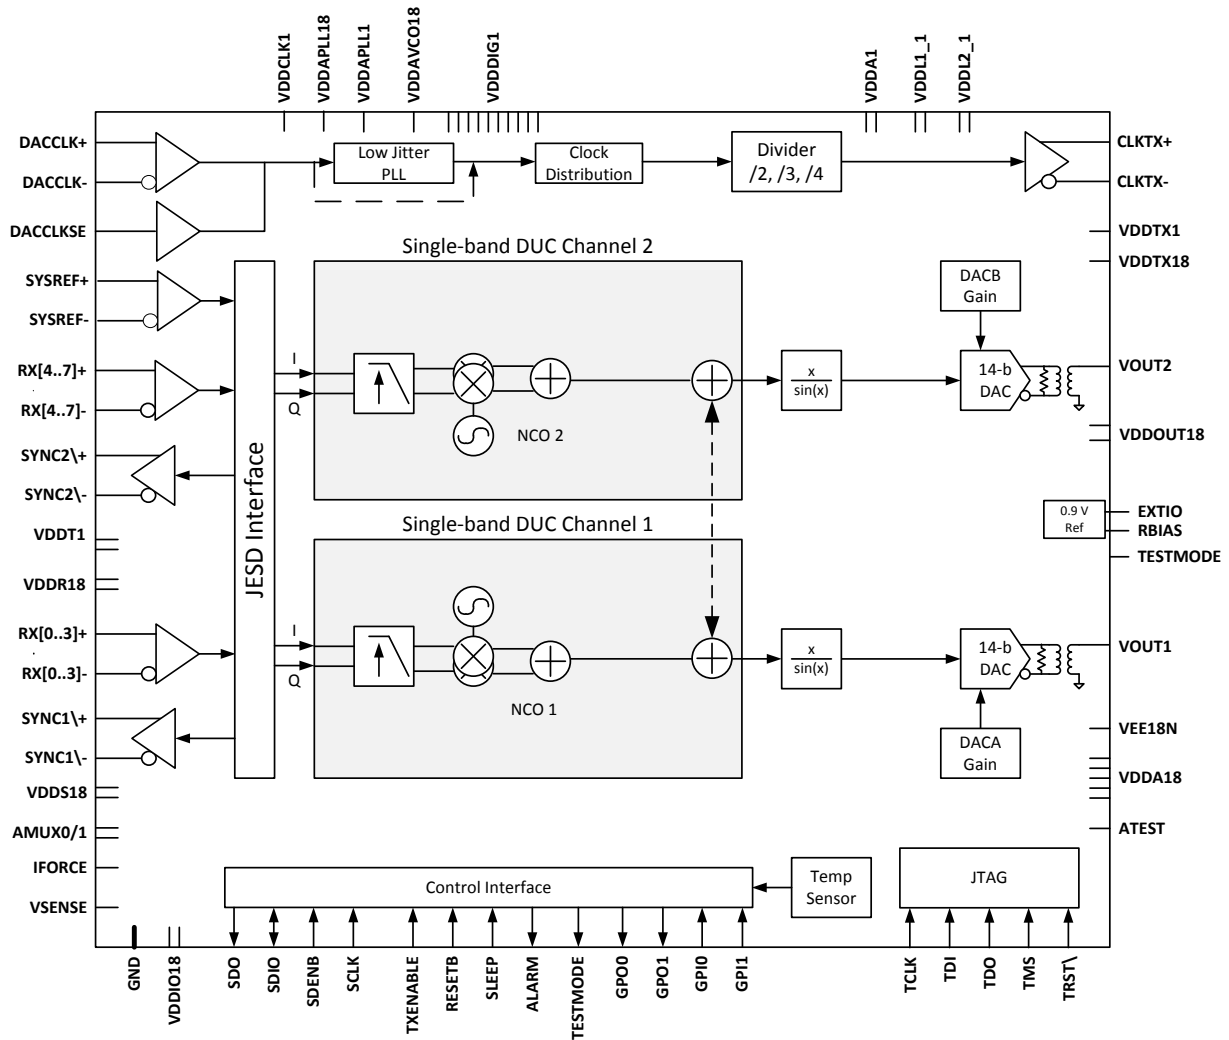 VDDCLK1
VDDAPLL18
VDDAPLL1
VDDAVCO18
VDDDIG1
VDDA1
VDDL1_1
VDDL2_1
DACCLK+
DACCLK-
DACCLKSE
SYSREF+
SYSREF-
RX[4..7]+
RX[4..7]-
SYNC2\+
SYNC2\-
VDDT1
VDDR18
RX[0..3]+
RX[0..3]-
SYNC1\+
SYNC1\-
VDDS18
AMUX0/1
IFORCE
VSENSE
Low Jitter
PLL
Clock
Distribution
Divider
/2, /3, /4
JESD Interface
Single-band DUC Channel 2
I
Q
NCO 2
x
sin(x)
DACB
Gain
14-b
DAC
Single-band DUC Channel 1
I
Q
NCO 1
x
sin(x)
14-b
DAC
DACA
Gain
0.9 V
Ref
CLKTX+
CLKTX-
VDDTX1
VDDTX18
VOUT2
VDDOUT18
EXTIO
RBIAS
TESTMODE
VOUT1
VEE18N
VDDA18
ATEST
Control Interface
Temp
Sensor
JTAG
GND
VDDIO18
SDO
SDIO
SDENB
SCLK
TXENABLE
RESETB
SLEEP
ALARM
TESTMODE
GPO0
GPO1
GPI0
GPI1
TCLK
TDI
TDO
TMS
TRST\